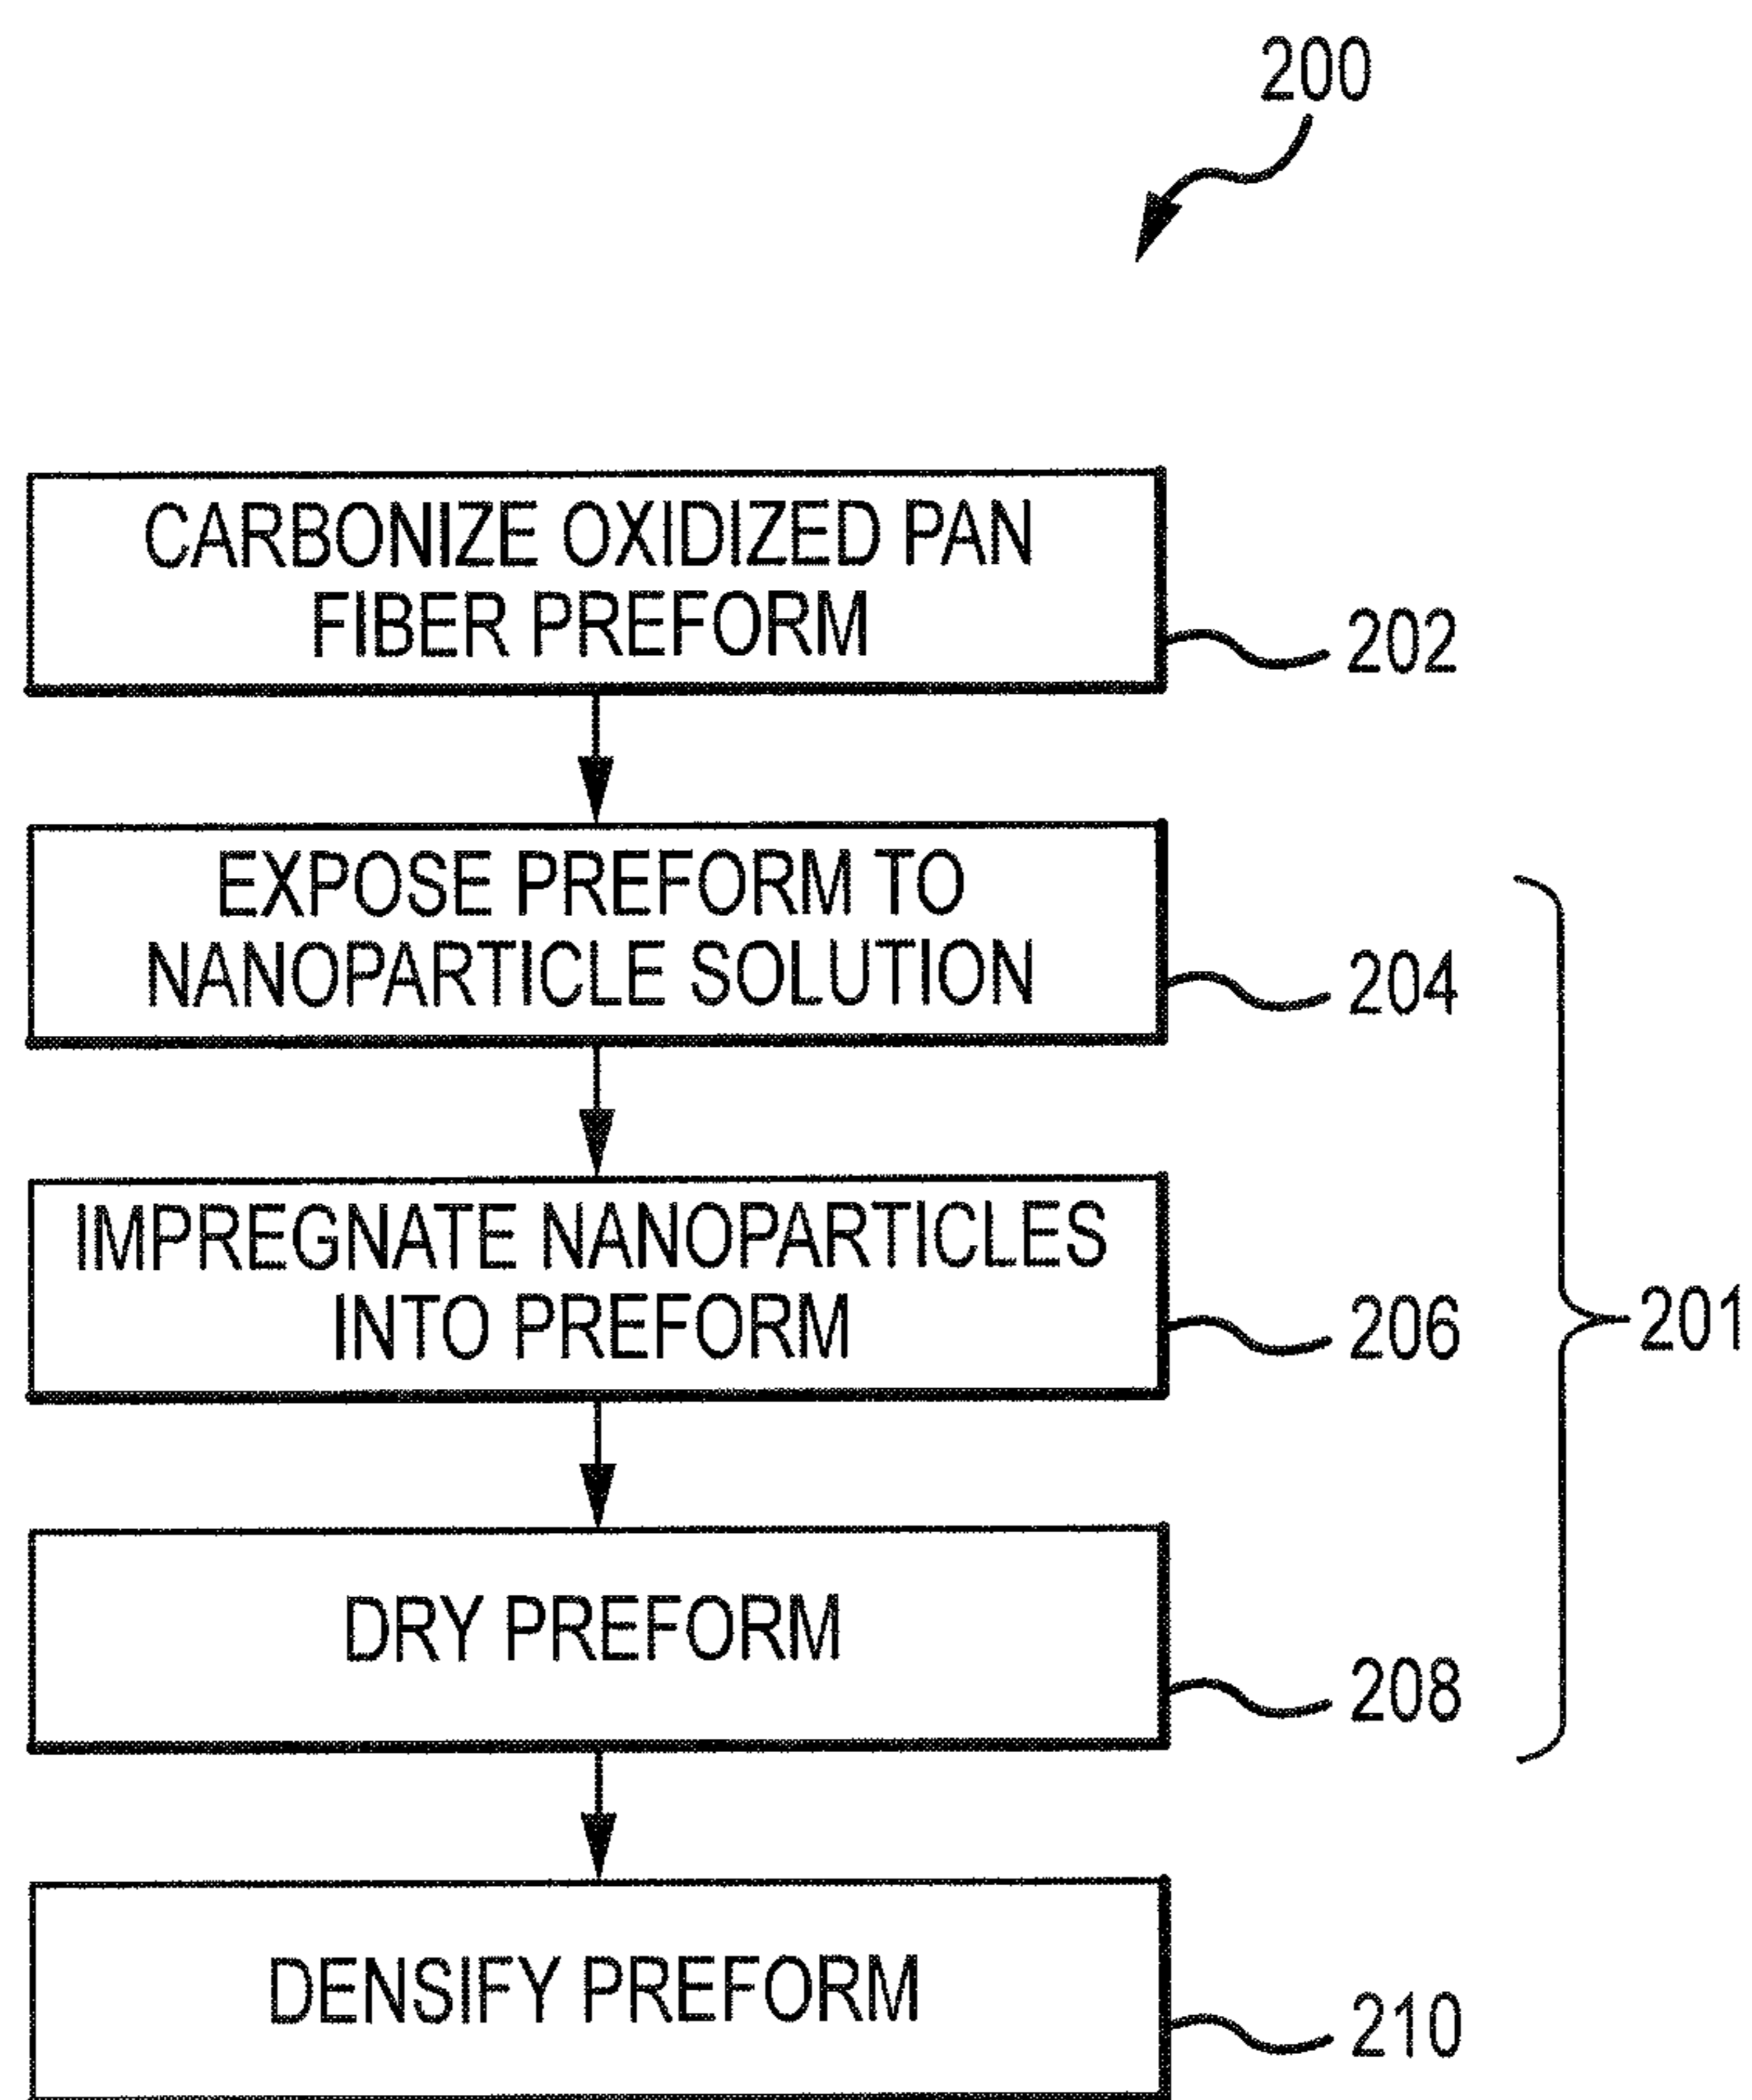 200
CARBONIZE OXIDIZED PAN
FIBER PREFORM
202
EXPOSE PREFORM TO
NANOPARTICLE SOLUTION
204
IMPREGNATE NANOPARTICLES
INTO PREFORM
206
201
DRY PREFORM
208
DENSIFY PREFORM
210